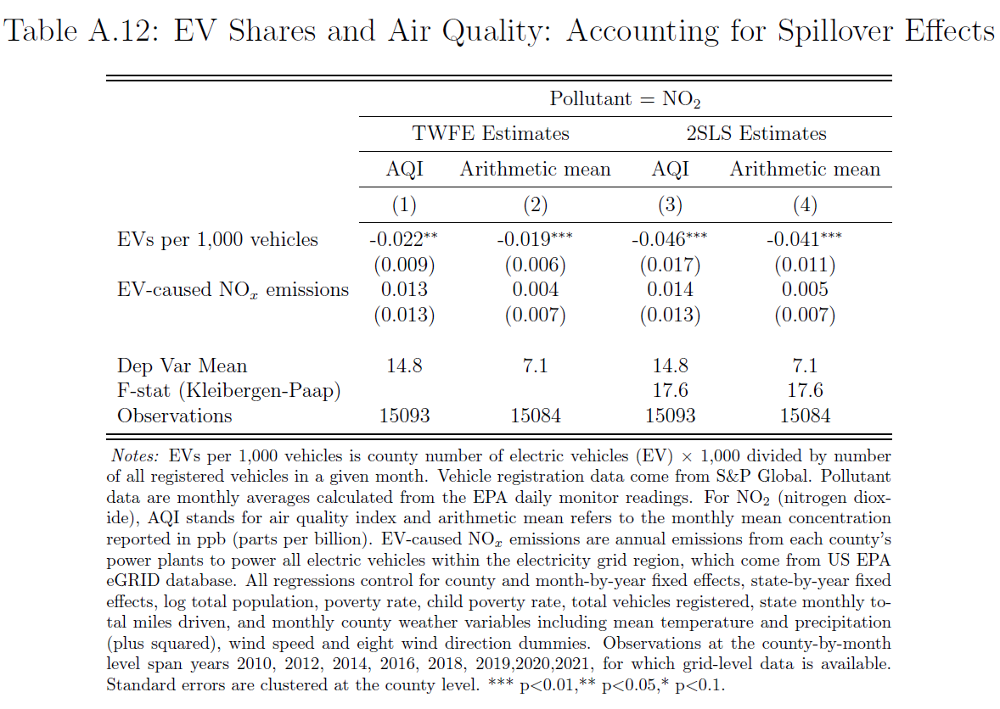 Table A.12: EV Shares and Air Quality: Accounting for Spillover Effects
Pollutant = NO₂
TWFE Estimates 2SLS Estimates
AQI Arithmetic mean AQI Arithmetic mean
(1) (2) (3) (4)
EVs per 1,000 vehicles -0.022** -0.019*** -0.046*** -0.041***
(0.009) (0.006) (0.017) (0.011)
EV-caused NOₓ emissions 0.013 0.004 0.014 0.005
(0.013) (0.007) (0.013) (0.007)
Dep Var Mean 14.8 7.1 14.8 7.1
F-stat (Kleibergen-Paap) 17.6 17.6
Observations 15093 15084 15093 15084
Notes: EVs per 1,000 vehicles is county number of electric vehicles (EV) × 1,000 divided by number
of all registered vehicles in a given month. Vehicle registration data come from S&P Global. Pollutant
data are monthly averages calculated from the EPA daily monitor readings. For NO₂ (nitrogen diox-
ide), AQI stands for air quality index and arithmetic mean refers to the monthly mean concentration
reported in ppb (parts per billion). EV-caused NOₓ emissions are annual emissions from each county's
power plants to power all electric vehicles within the electricity grid region, which come from US EPA
eGRID database. All regressions control for county and month-by-year fixed effects, state-by-year fixed
effects, log total population, poverty rate, child poverty rate, total vehicles registered, state monthly to-
tal miles driven, and monthly county weather variables including mean temperature and precipitation
(plus squared), wind speed and eight wind direction dummies. Observations at the county-by-month
level span years 2010, 2012, 2014, 2016, 2018, 2019,2020,2021, for which grid-level data is available.
Standard errors are clustered at the county level. *** p<0.01,** p<0.05,* p<0.1.